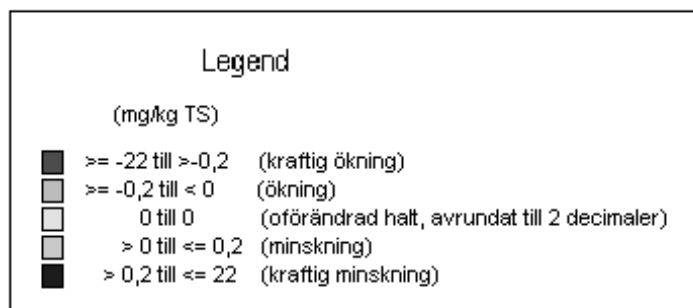 Legend
(mg/kg TS)
>= -22 till >-0,2 (kraftig ökning)
>= -0,2 till < 0 (ökning)
0 till 0 (oförändrad halt, avrundat till 2 decimaler)
> 0 till <= 0,2 (minskning)
> 0,2 till <= 22 (kraftig minskning)